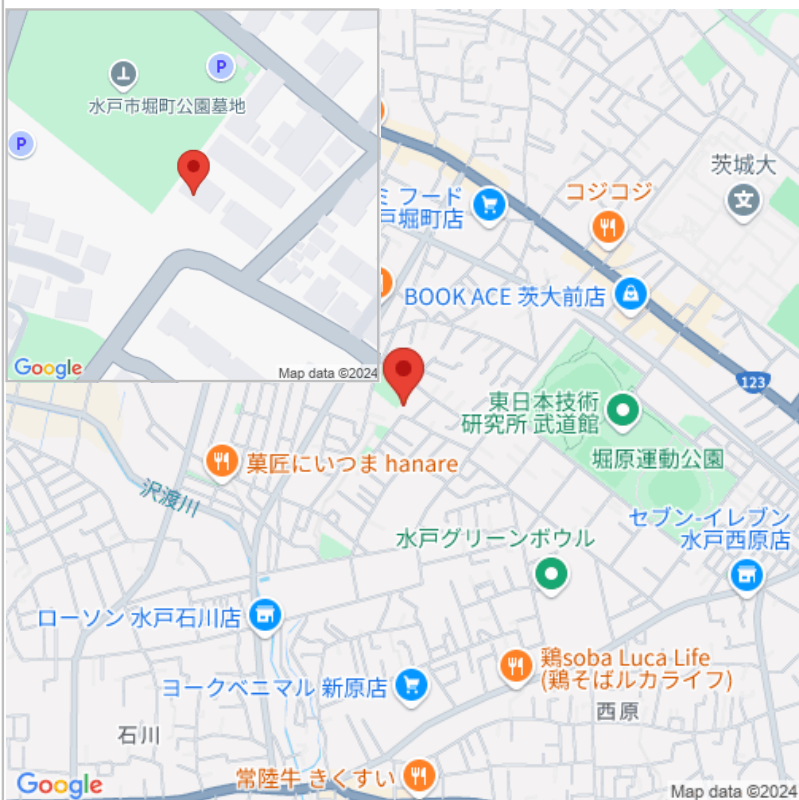 P
水戸市堀町公園墓地
P
Google
Map data ©2024
茨城大
文
コジコジ
ミ フード
戸堀町店
BOOK ACE 茨大前店
123
東日本技術
研究所 武道館
堀原運動公園
菓匠にいつま hanare
沢渡川
セブン-イレブン
水戸西原店
水戸グリーンボウル
ローソン 水戸石川店
鶏soba Luca Life
(鶏そばルカライフ)
ヨークベニマル 新原店
西原
石川
常陸牛 きくすい
Google
Map data ©2024